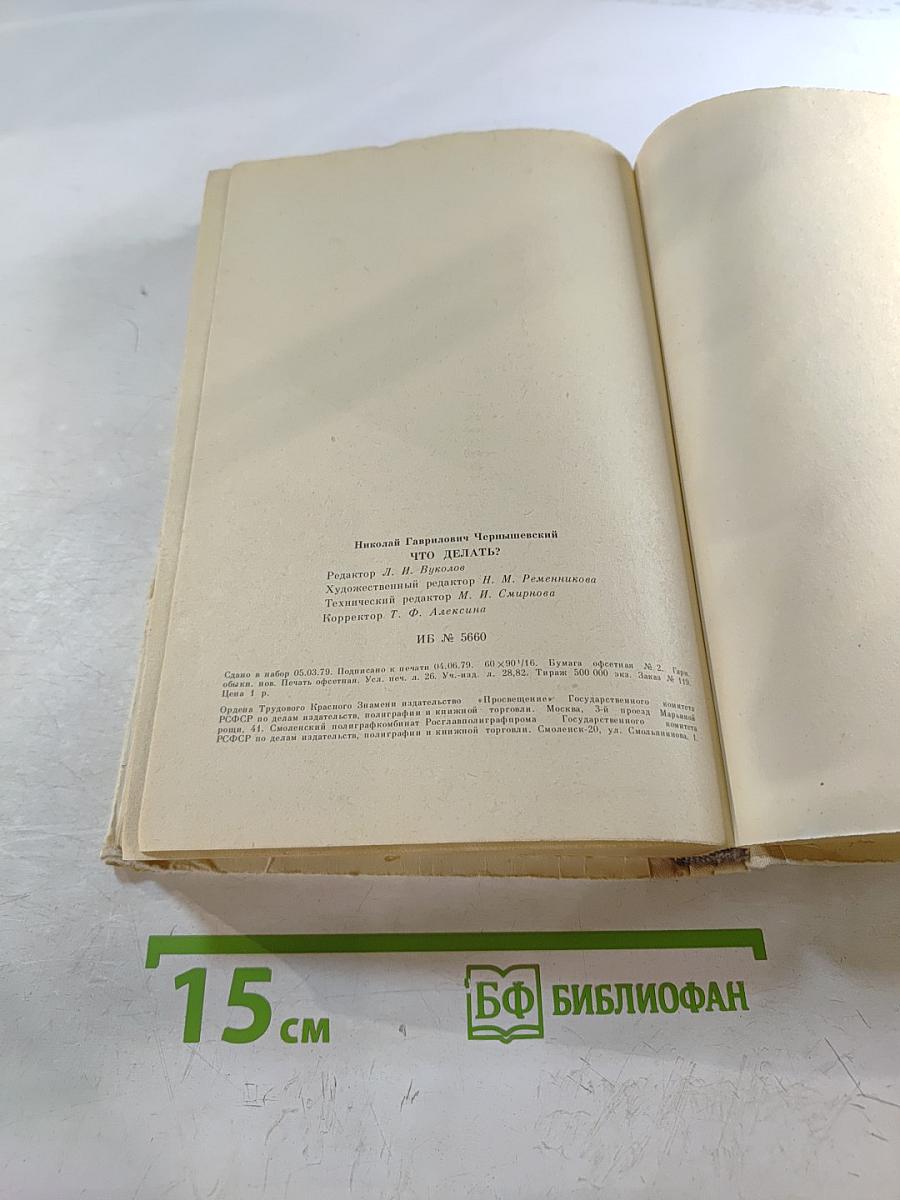 Николай Гаврилович Чернышевский
ЧТО ДЕЛАТЬ?
Редактор Л. И. Вуколов
Художественный редактор Н. М. Ременникова
Технический редактор М. И. Смирнова
Корректор Т. Ф. Алексина
ИБ № 5660
Сдано в набор 05.03.79. Подписано к печати 04.06.79. 60×90 1/16. Бумага офсетная № 2. Гарн.
обыкн. нов. Печать офсетная. Усл. печ. л. 26. Уч.-изд. л. 28,82. Тираж 500 000 экз. Заказ № 119.
Цена 1 р.
Ордена Трудового Красного Знамени издательство «Просвещение» Государственного комитета
РСФСР по делам издательств, полиграфии и книжной торговли. Москва, 3-й проезд Марьиной
рощи, 41. Смоленский полиграфкомбинат Росглавполиграфпрома Государственного комитета
РСФСР по делам издательств, полиграфии и книжной торговли. Смоленск-20, ул. Смольянинова, 1.
15 см
БФ БИБЛИОФАН